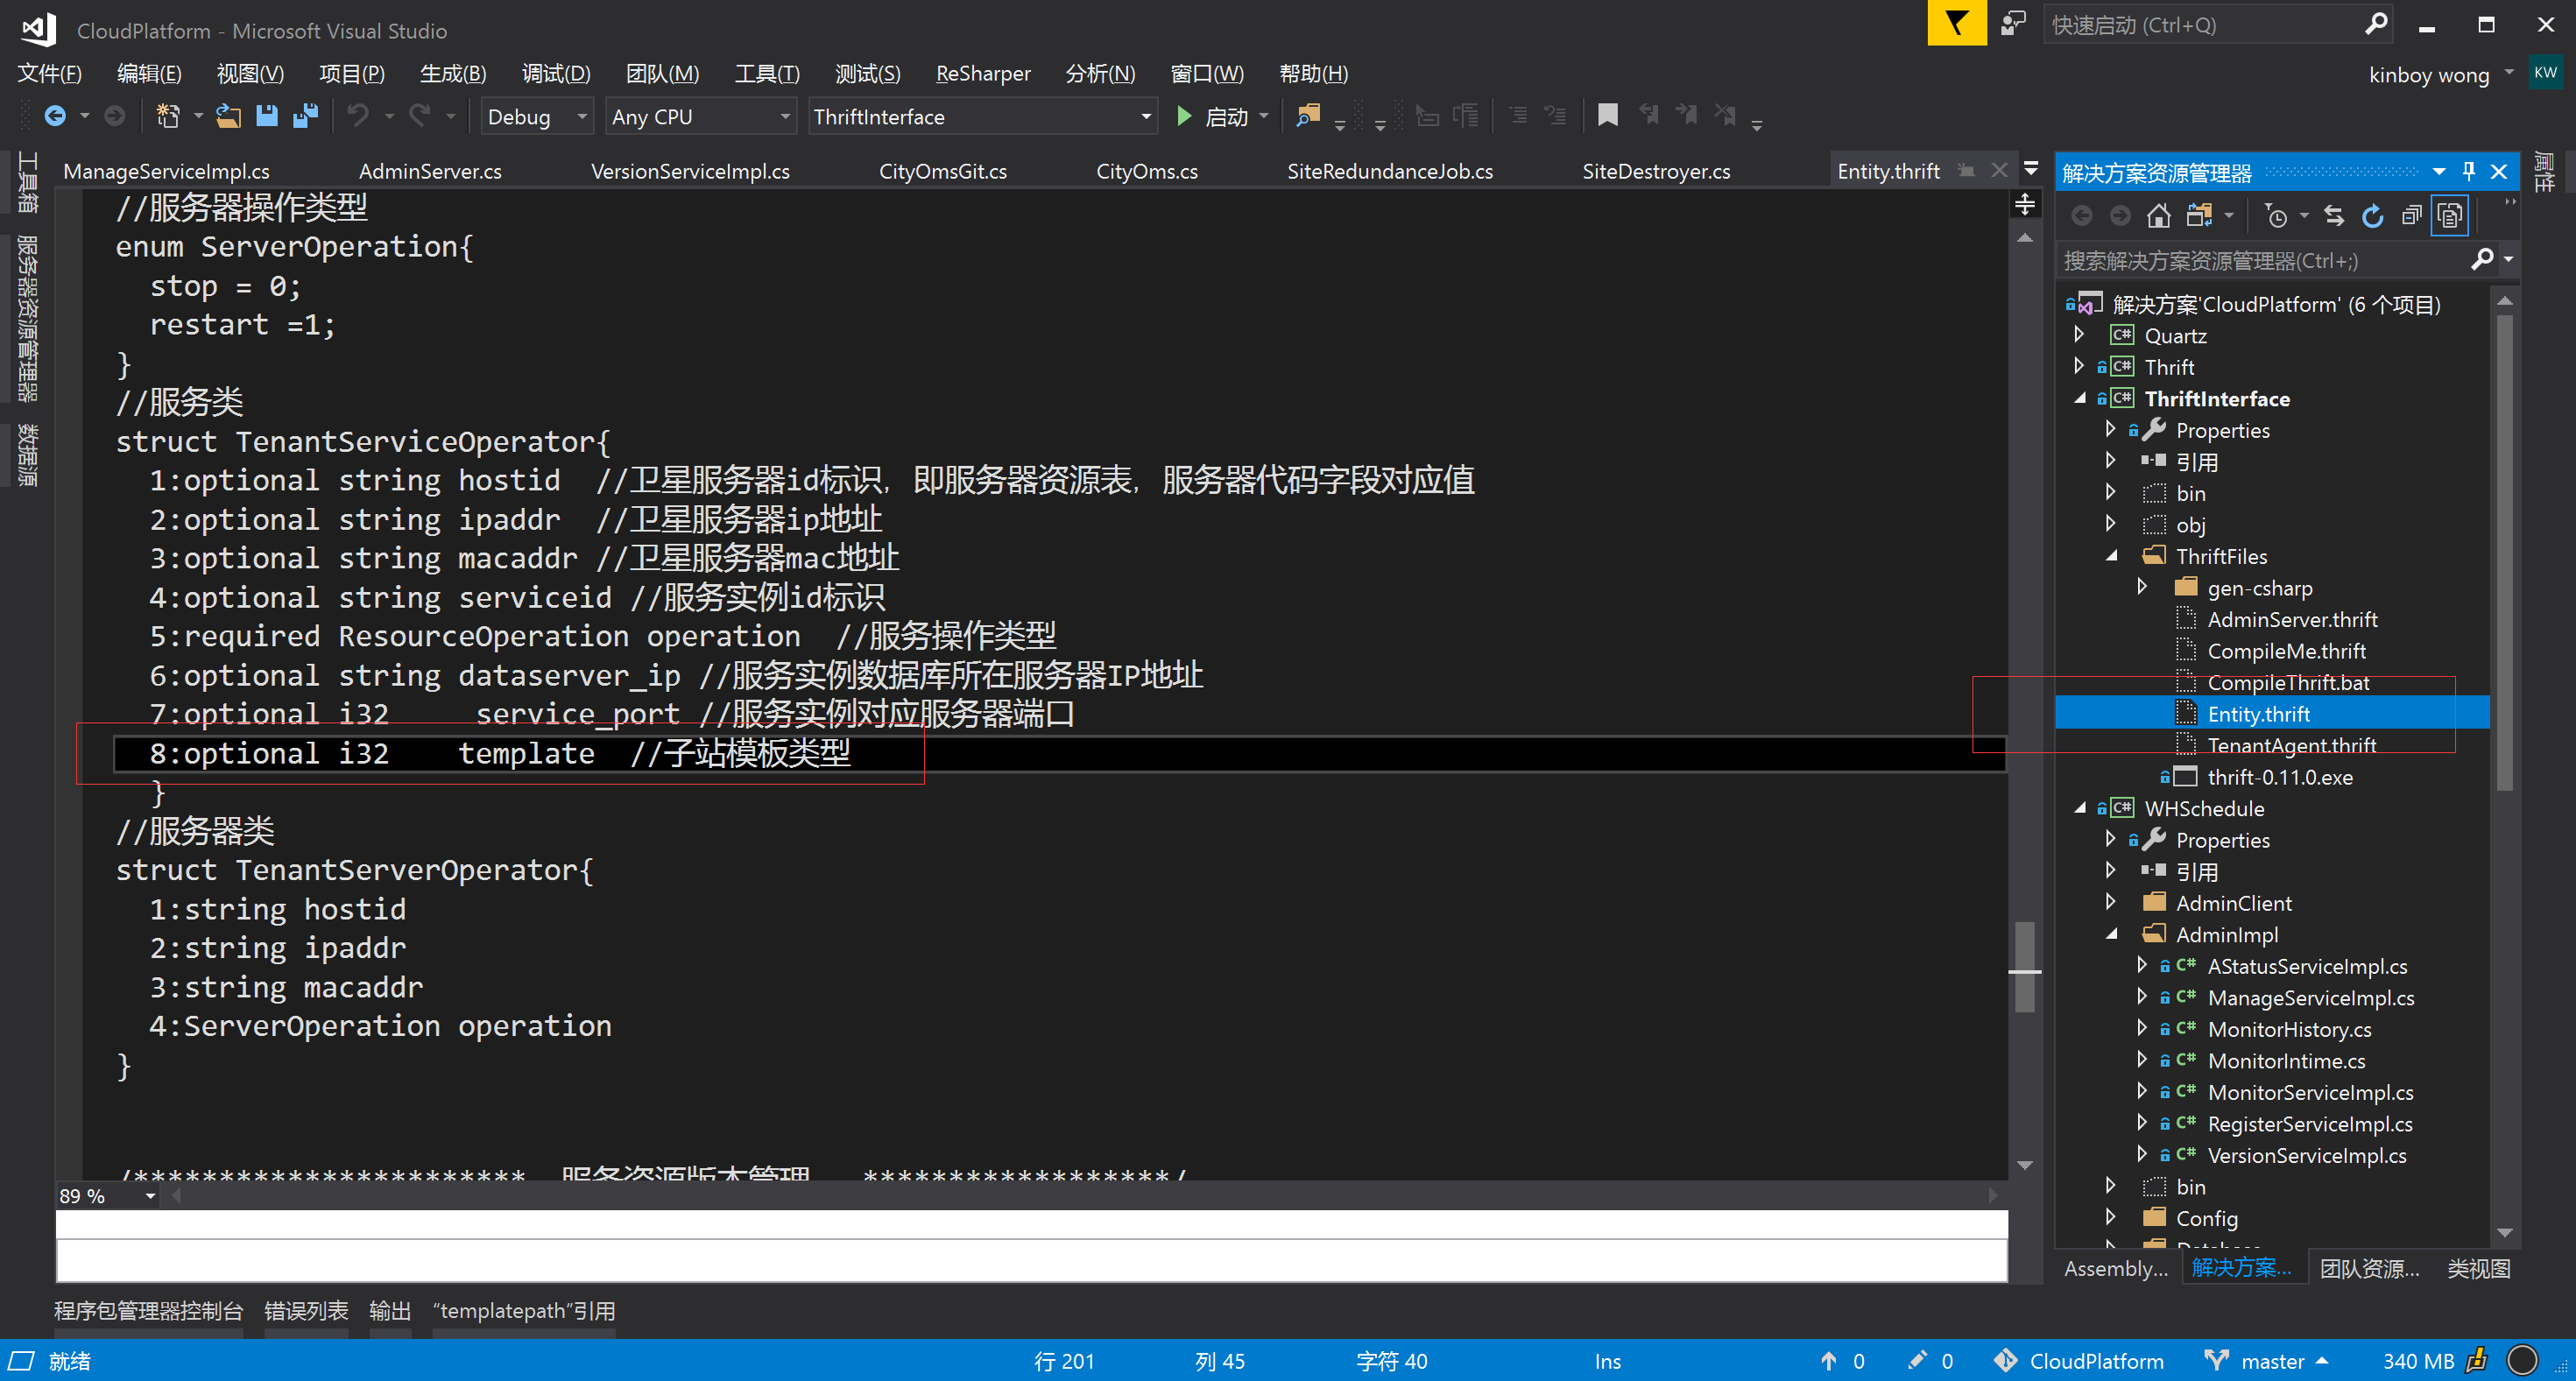 CloudPlatform - Microsoft Visual Studio
快速启动 (Ctrl+Q)
文件(F) 编辑(E) 视图(V) 项目(P) 生成(B) 调试(D) 团队(M) 工具(T) 测试(S) ReSharper 分析(N) 窗口(W) 帮助(H)
kinboy wong KW
Debug Any CPU ThriftInterface 启动
工具箱
服务器资源管理器
数据源
ManageServiceImpl.cs AdminServer.cs VersionServiceImpl.cs CityOmsGit.cs CityOms.cs SiteRedundanceJob.cs SiteDestroyer.cs Entity.thrift
//服务器操作类型
enum ServerOperation{
stop = 0;
restart =1;
}
//服务类
struct TenantServiceOperator{
1:optional string hostid //卫星服务器id标识，即服务器资源表，服务器代码字段对应值
2:optional string ipaddr //卫星服务器ip地址
3:optional string macaddr //卫星服务器mac地址
4:optional string serviceid //服务实例id标识
5:required ResourceOperation operation //服务操作类型
6:optional string dataserver_ip //服务实例数据库所在服务器IP地址
7:optional i32 service_port //服务实例对应服务器端口
8:optional i32 template //子站模板类型
}
//服务器类
struct TenantServerOperator{
1:string hostid
2:string ipaddr
3:string macaddr
4:ServerOperation operation
}
/*********************** 服务资源版本管理 ******************/
89 %
解决方案资源管理器
搜索解决方案资源管理器(Ctrl+;)
解决方案'CloudPlatform' (6 个项目)
C# Quartz
C# Thrift
C# ThriftInterface
Properties
引用
bin
obj
ThriftFiles
gen-csharp
AdminServer.thrift
CompileMe.thrift
CompileThrift.bat
Entity.thrift
TenantAgent.thrift
thrift-0.11.0.exe
C# WHSchedule
Properties
引用
AdminClient
AdminImpl
C# AStatusServiceImpl.cs
C# ManageServiceImpl.cs
C# MonitorHistory.cs
C# MonitorIntime.cs
C# MonitorServiceImpl.cs
C# RegisterServiceImpl.cs
C# VersionServiceImpl.cs
bin
Config
Assembly... 解决方案... 团队资源... 类视图
属性
程序包管理器控制台 错误列表 输出 “templatepath”引用
就绪 行 201 列 45 字符 40 Ins 0 0 CloudPlatform master 340 MB